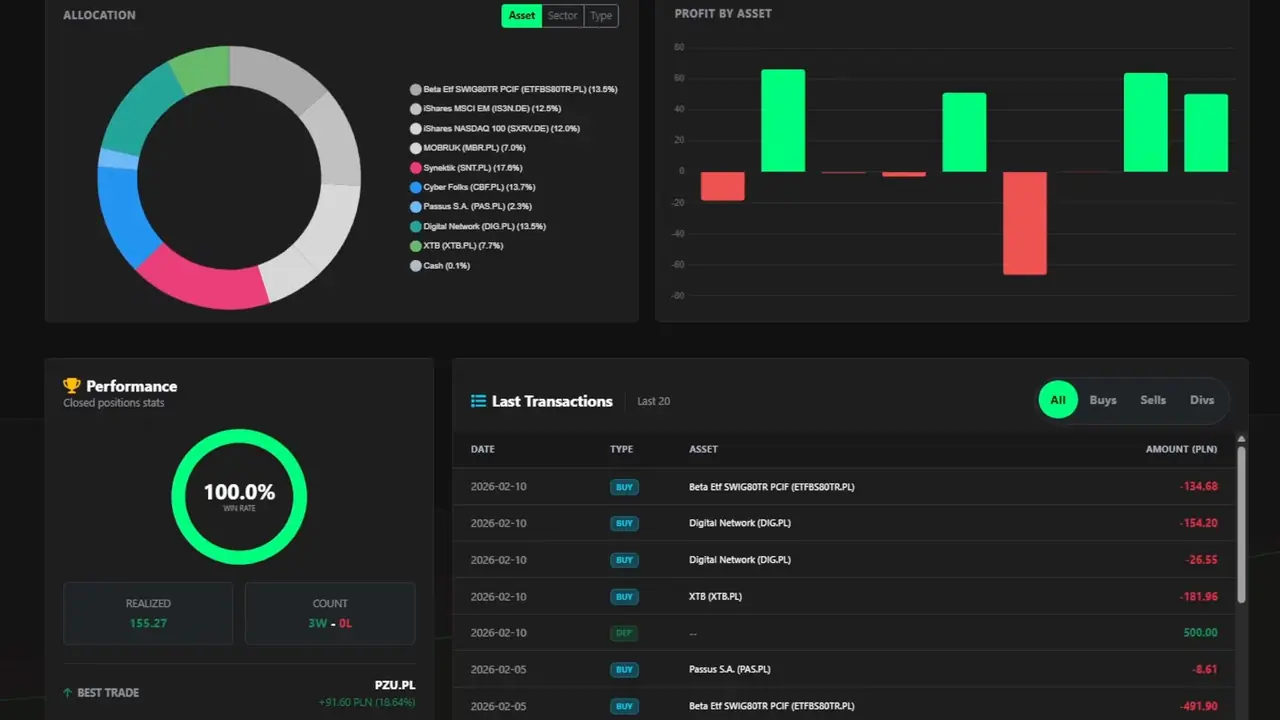 ALLOCATION
Asset Sector Type
Beta Etf SWIG80TR PCIF (ETFBS80TR.PL) (13.5%)
iShares MSCI EM (IS3N.DE) (12.5%)
iShares NASDAQ 100 (SXRV.DE) (12.0%)
MOBRUK (MBR.PL) (7.0%)
Synektik (SNT.PL) (17.6%)
Cyber Folks (CBF.PL) (13.7%)
Passus S.A. (PAS.PL) (2.3%)
Digital Network (DIG.PL) (13.5%)
XTB (XTB.PL) (7.7%)
Cash (0.1%)
PROFIT BY ASSET
80
60
40
20
0
-20
-40
-60
-80
Performance
Closed positions stats
100.0%
WIN RATE
REALIZED
155.27
COUNT
3W - 0L
BEST TRADE
PZU.PL
+91.60 PLN (18.64%)
Last Transactions Last 20
All Buys Sells Divs
DATE TYPE ASSET AMOUNT (PLN)
2026-02-10 BUY Beta Etf SWIG80TR PCIF (ETFBS80TR.PL) -134.68
2026-02-10 BUY Digital Network (DIG.PL) -154.20
2026-02-10 BUY Digital Network (DIG.PL) -26.55
2026-02-10 BUY XTB (XTB.PL) -181.96
2026-02-10 DEP -- 500.00
2026-02-05 BUY Passus S.A. (PAS.PL) -8.61
2026-02-05 BUY Beta Etf SWIG80TR PCIF (ETFBS80TR.PL) -491.90